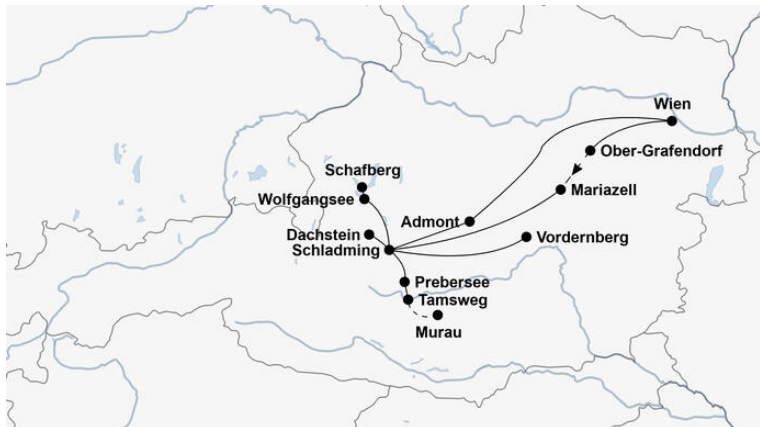 Wien
Ober-Grafendorf
Schafberg
Mariazell
Wolfgangsee
Admont
Dachstein
Vordernberg
Schladming
Prebersee
Tamsweg
Murau